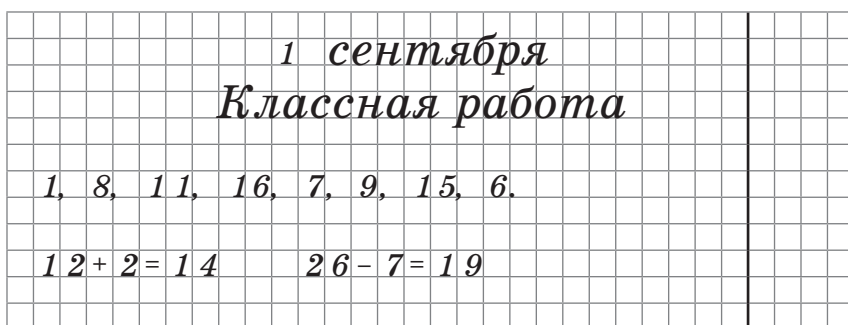 1 сентября
Классная работа
1, 8, 11, 16, 7, 9, 15, 6.
12 + 2 = 14 26 – 7 = 19